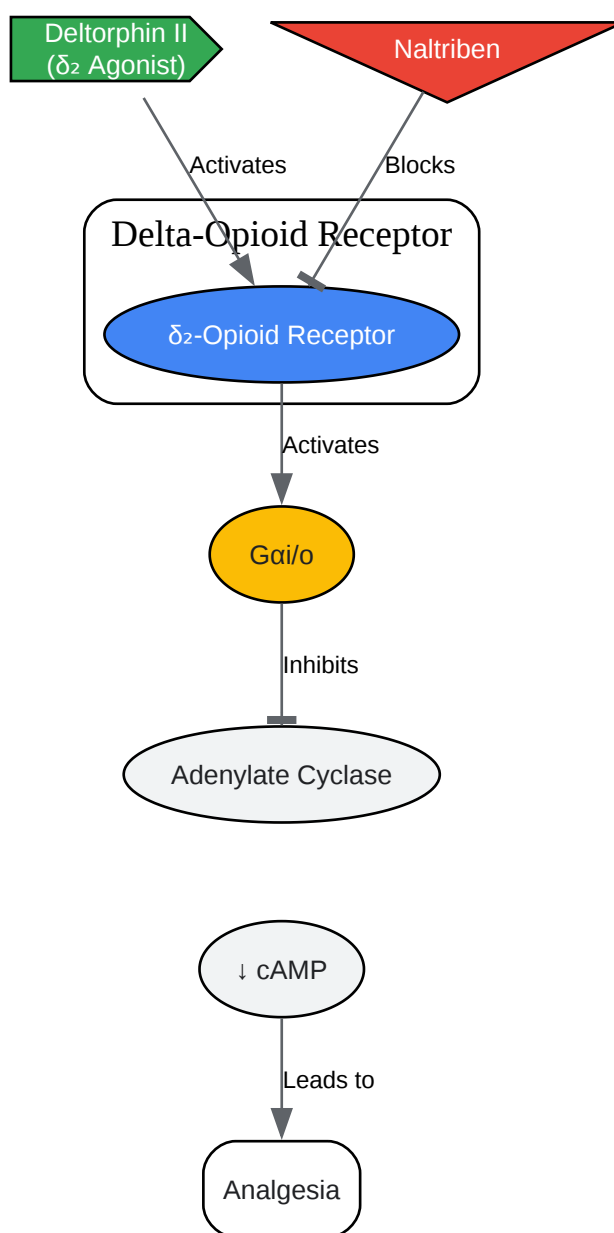 Deltorphin II
(δ₂ Agonist)
Naltriben
Activates
Blocks
Delta-Opioid Receptor
δ₂-Opioid Receptor
Activates
Gαi/o
Inhibits
Adenylate Cyclase
↓ cAMP
Leads to
Analgesia